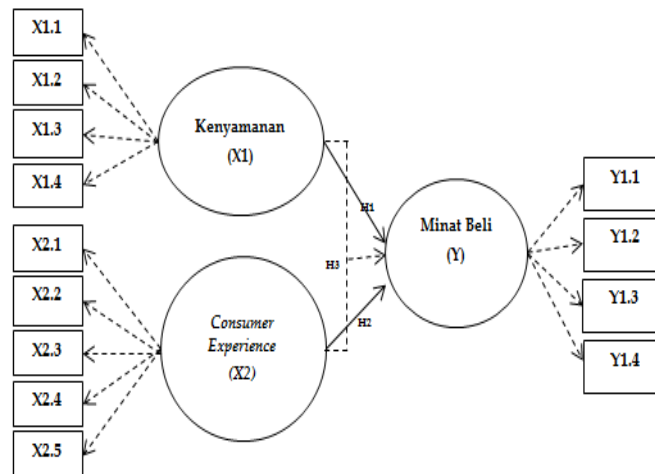 X1.1
X1.2
X1.3
X1.4
Kenyamanan
(X1)
X2.1
X2.2
X2.3
X2.4
X2.5
Consumer
Experience
(X2)
H1
H3
H2
Minat Beli
(Y)
Y1.1
Y1.2
Y1.3
Y1.4